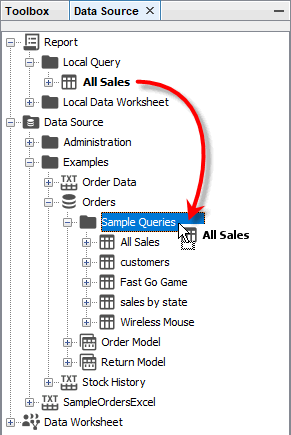 Toolbox Data Source
Report
Local Query
All Sales
Local Data Worksheet
Data Source
Administration
Examples
TXT Order Data
Orders
Sample Queries
All Sales
All Sales
customers
Fast Go Game
sales by state
Wireless Mouse
Order Model
Return Model
TXT Stock History
TXT SampleOrdersExcel
Data Worksheet